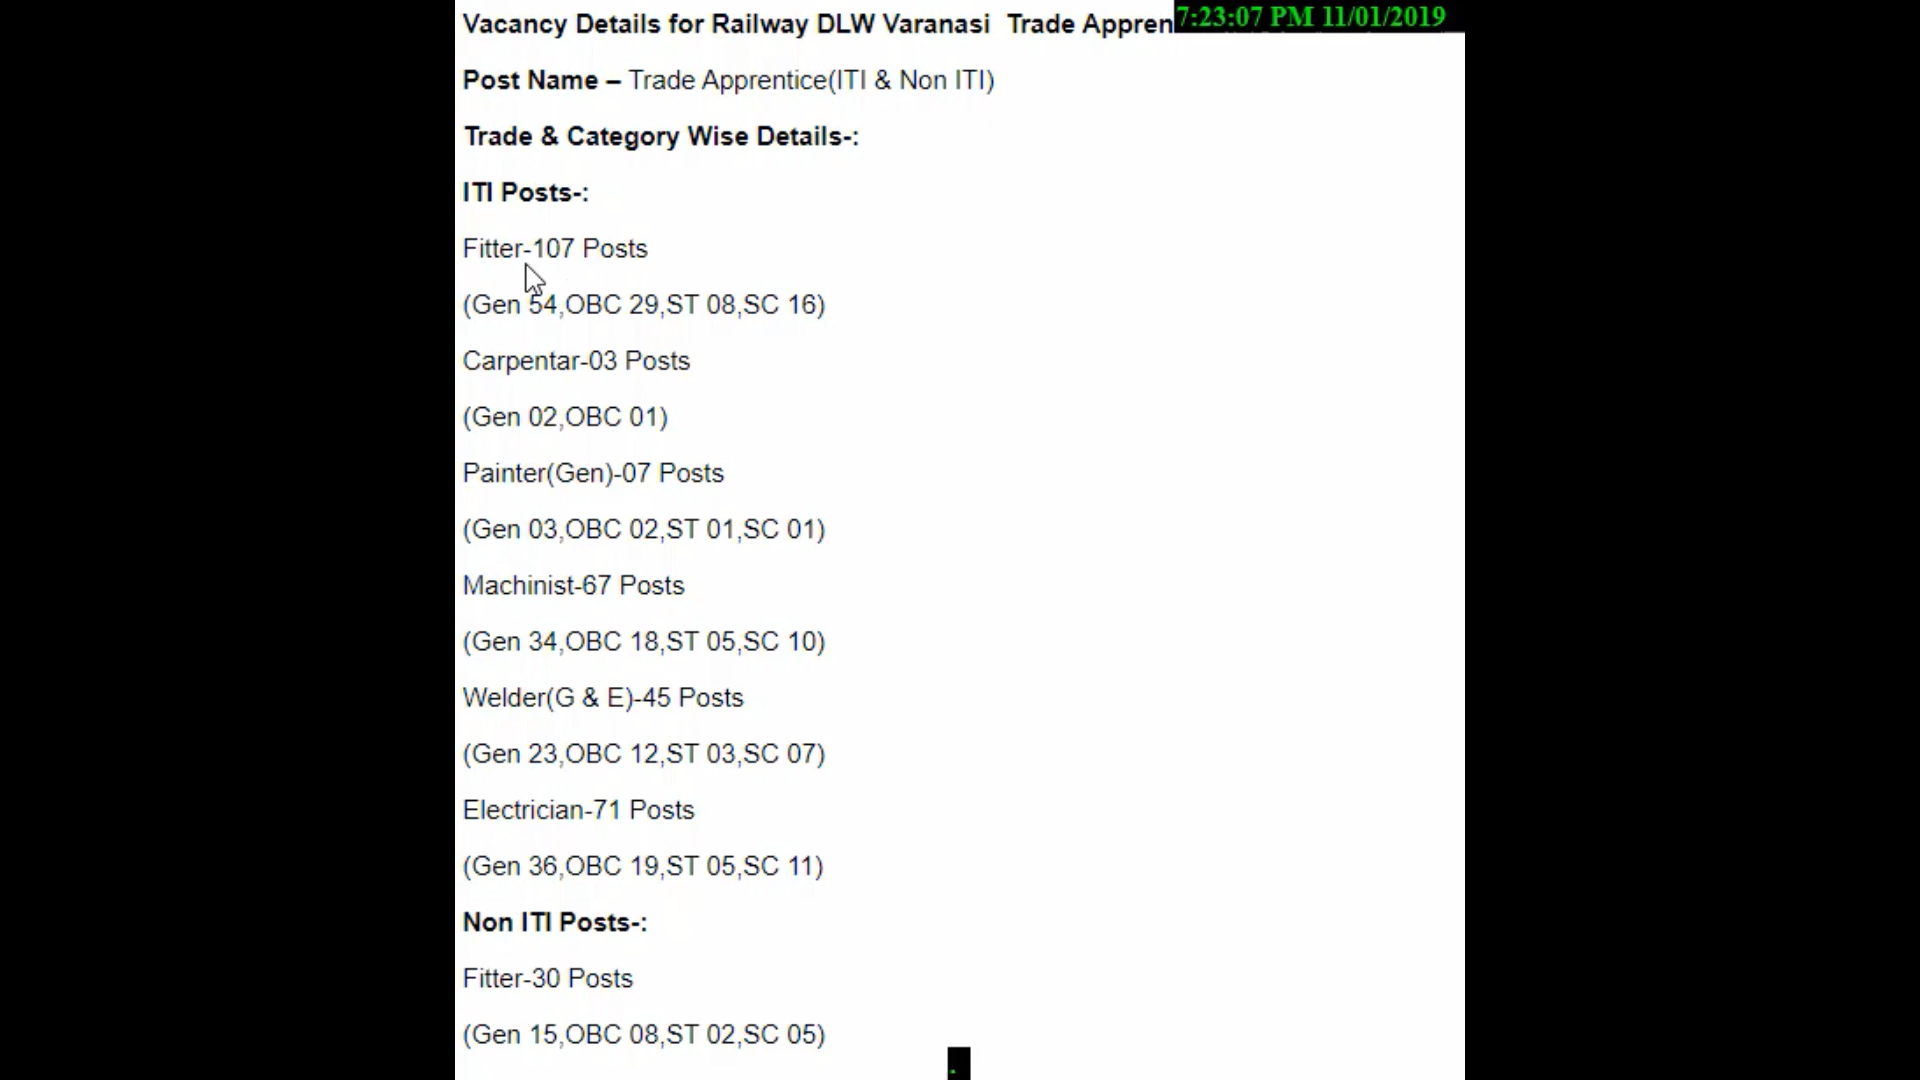 Vacancy Details for Railway DLW Varanasi Trade Appren
7:23:07 PM 11/01/2019
Post Name – Trade Apprentice(ITI & Non ITI)
Trade & Category Wise Details-:
ITI Posts-:
Fitter-107 Posts
(Gen 54,OBC 29,ST 08,SC 16)
Carpentar-03 Posts
(Gen 02,OBC 01)
Painter(Gen)-07 Posts
(Gen 03,OBC 02,ST 01,SC 01)
Machinist-67 Posts
(Gen 34,OBC 18,ST 05,SC 10)
Welder(G & E)-45 Posts
(Gen 23,OBC 12,ST 03,SC 07)
Electrician-71 Posts
(Gen 36,OBC 19,ST 05,SC 11)
Non ITI Posts-:
Fitter-30 Posts
(Gen 15,OBC 08,ST 02,SC 05)
.